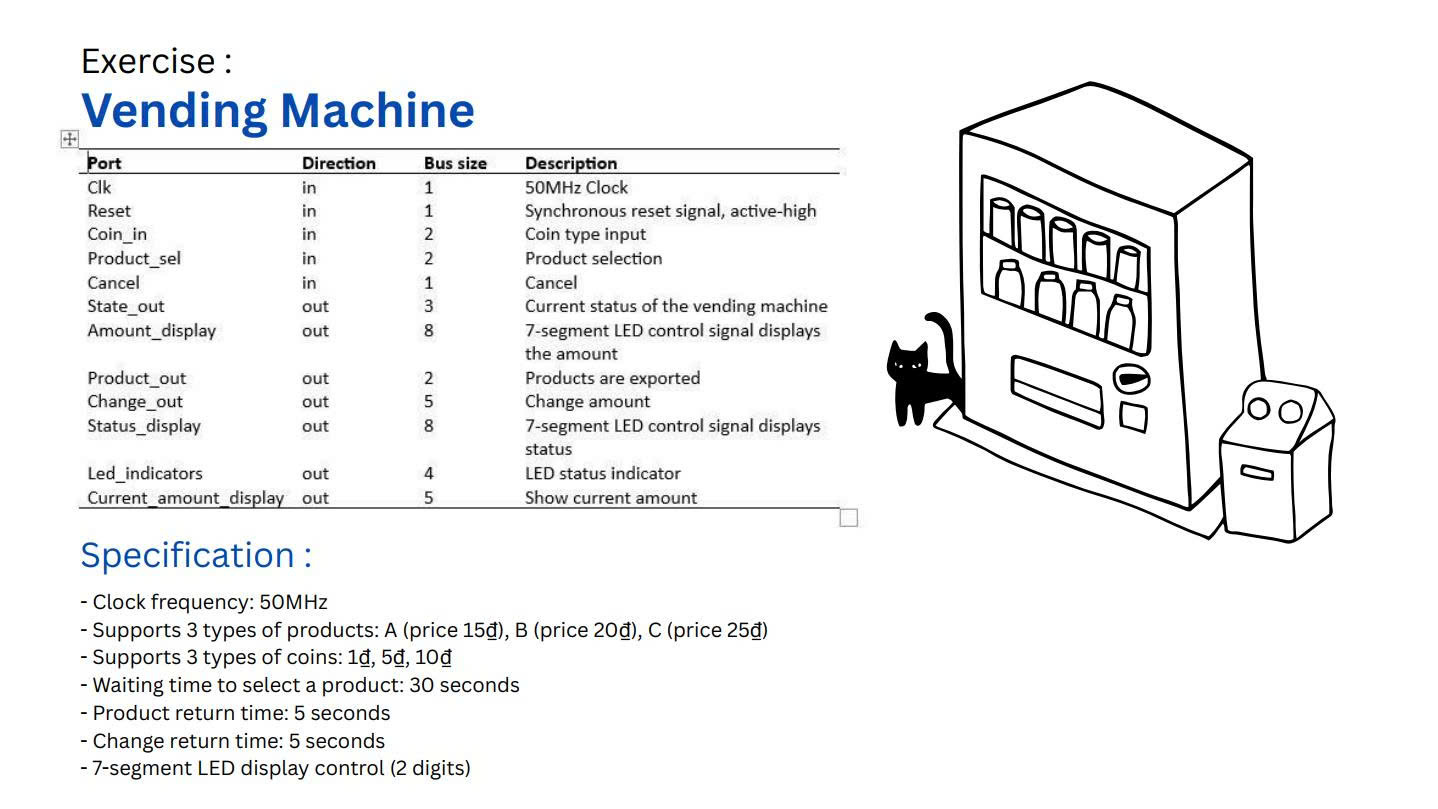 Exercise :
Vending Machine
Port Direction Bus size Description
Clk in 1 50MHz Clock
Reset in 1 Synchronous reset signal, active-high
Coin_in in 2 Coin type input
Product_sel in 2 Product selection
Cancel in 1 Cancel
State_out out 3 Current status of the vending machine
Amount_display out 8 7-segment LED control signal displays
the amount
Product_out out 2 Products are exported
Change_out out 5 Change amount
Status_display out 8 7-segment LED control signal displays
status
Led_indicators out 4 LED status indicator
Current_amount_display out 5 Show current amount
Specification :
- Clock frequency: 50MHz
- Supports 3 types of products: A (price 15₫), B (price 20₫), C (price 25₫)
- Supports 3 types of coins: 1₫, 5₫, 10₫
- Waiting time to select a product: 30 seconds
- Product return time: 5 seconds
- Change return time: 5 seconds
- 7-segment LED display control (2 digits)